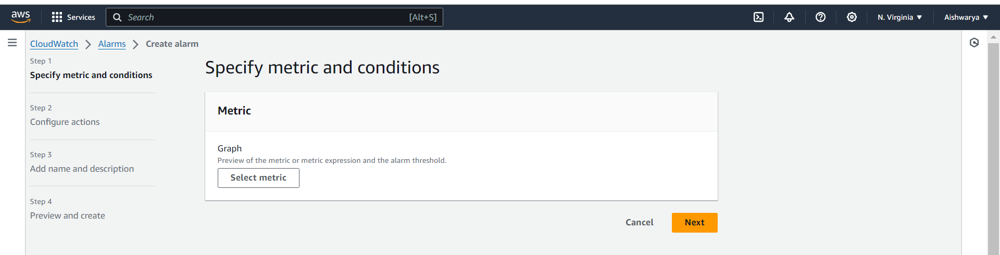 aws Services Search [Alt+S] N. Virginia Aishwarya
CloudWatch Alarms Create alarm
Step 1
Specify metric and conditions
Step 2
Configure actions
Step 3
Add name and description
Step 4
Preview and create
Specify metric and conditions
Metric
Graph
Preview of the metric or metric expression and the alarm threshold.
Select metric
Cancel Next